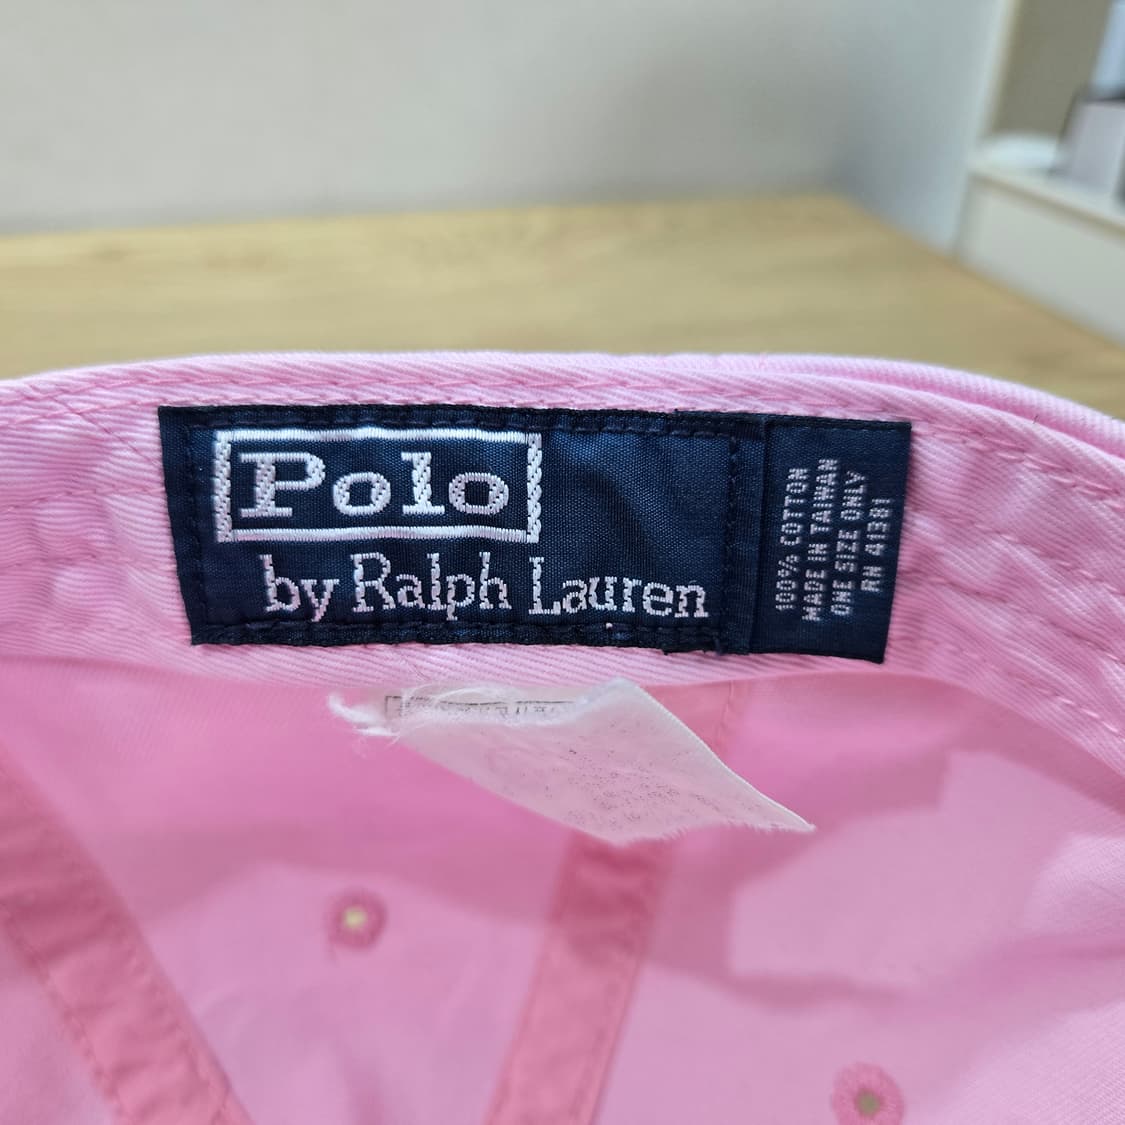 Polo
by Ralph Lauren
100% COTTON
MADE IN TAIWAN
ONE SIZE ONLY
RN 41381